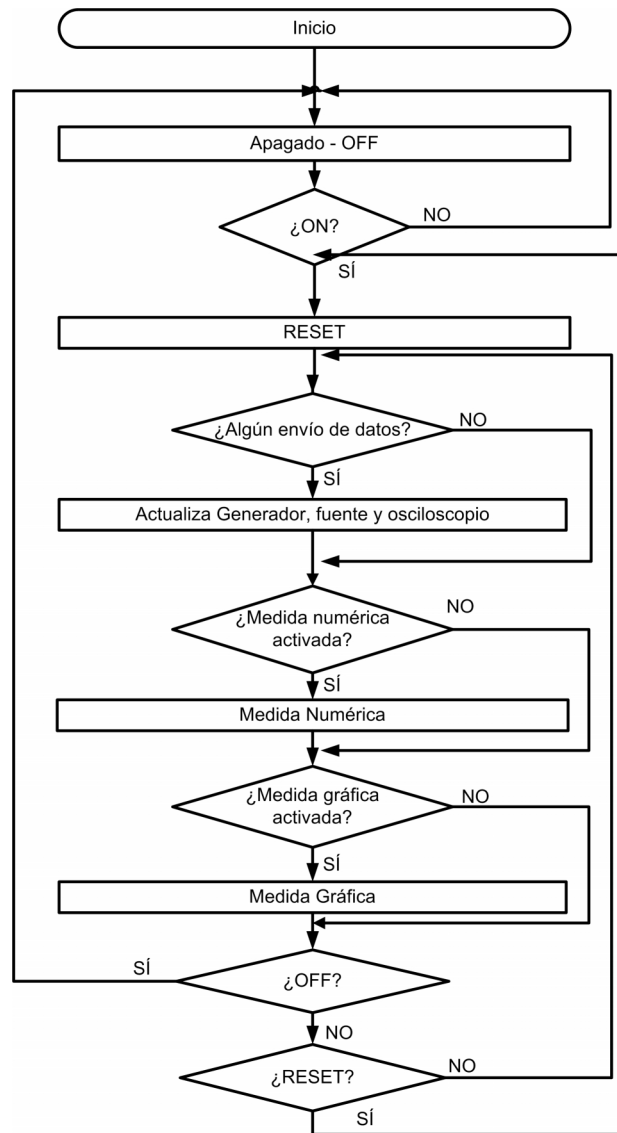 Inicio
Apagado - OFF
¿ON?
NO
SÍ
RESET
¿Algún envío de datos?
NO
SÍ
Actualiza Generador, fuente y osciloscopio
¿Medida numérica
activada?
NO
SÍ
Medida Numérica
¿Medida gráfica
activada?
NO
SÍ
Medida Gráfica
SÍ
¿OFF?
NO
¿RESET?
NO
SÍ